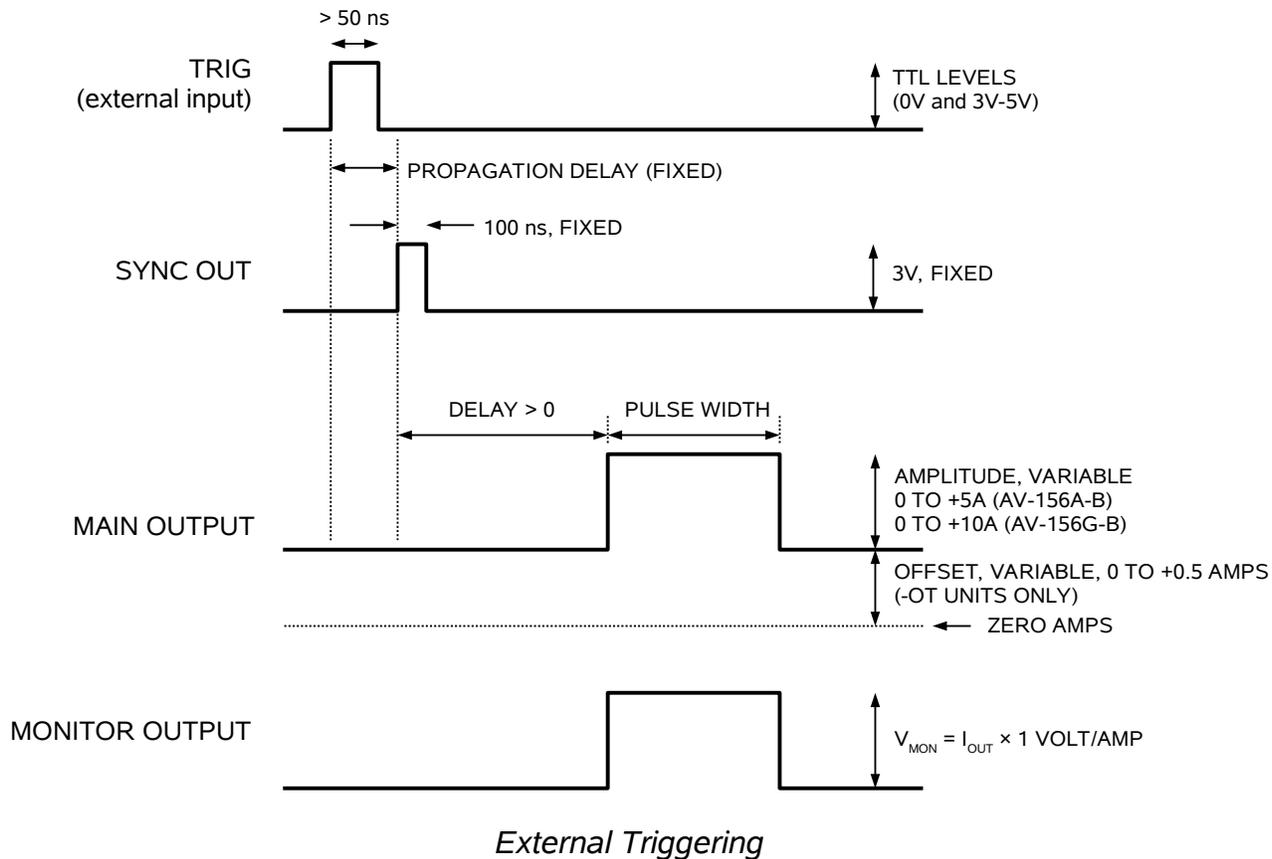 > 50 ns
TRIG
(external input)
TTL LEVELS
(0V and 3V-5V)
PROPAGATION DELAY (FIXED)
100 ns, FIXED
SYNC OUT
3V, FIXED
DELAY > 0
PULSE WIDTH
MAIN OUTPUT
AMPLITUDE, VARIABLE
0 TO +5A (AV-156A-B)
0 TO +10A (AV-156G-B)
OFFSET, VARIABLE, 0 TO +0.5 AMPS
(-OT UNITS ONLY)
ZERO AMPS
MONITOR OUTPUT
V_MON = I_OUT × 1 VOLT/AMP
External Triggering